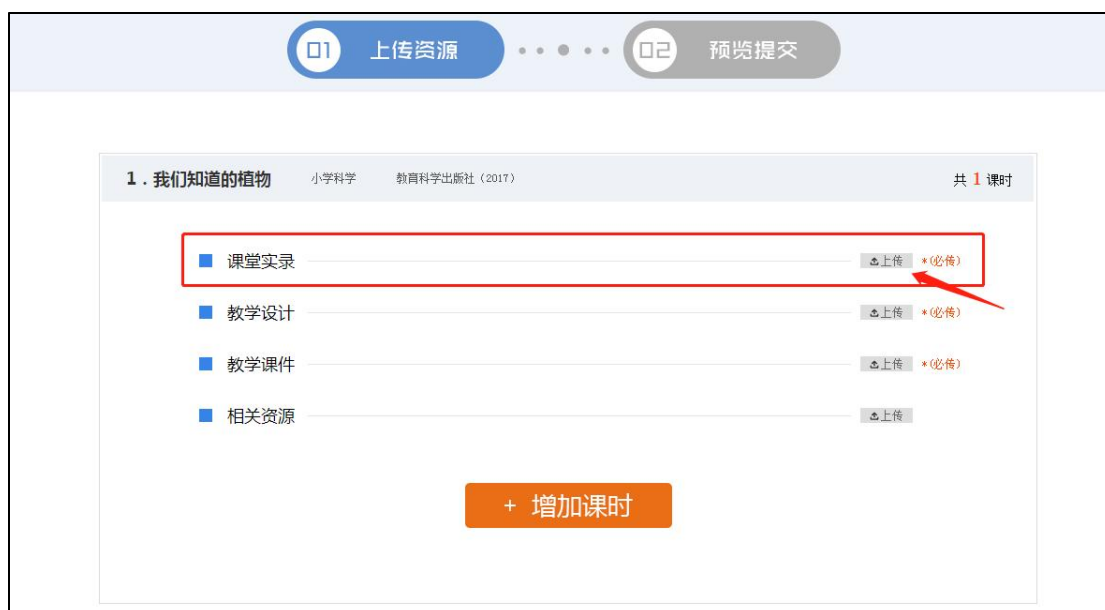 01 上传资源 02 预览提交
1．我们知道的植物 小学科学 教育科学出版社（2017） 共 1 课时
课堂实录 上传 *(必传)
教学设计 上传 *(必传)
教学课件 上传 *(必传)
相关资源 上传
+ 增加课时